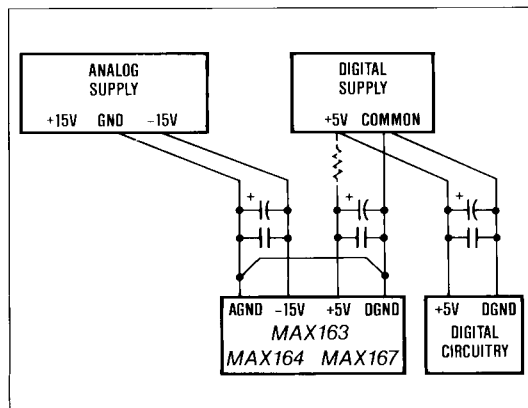 ANALOG
SUPPLY
+15V GND -15V
DIGITAL
SUPPLY
+5V COMMON
+
+
+
AGND -15V +5V DGND
MAX163
MAX164 MAX167
+5V DGND
DIGITAL
CIRCUITRY